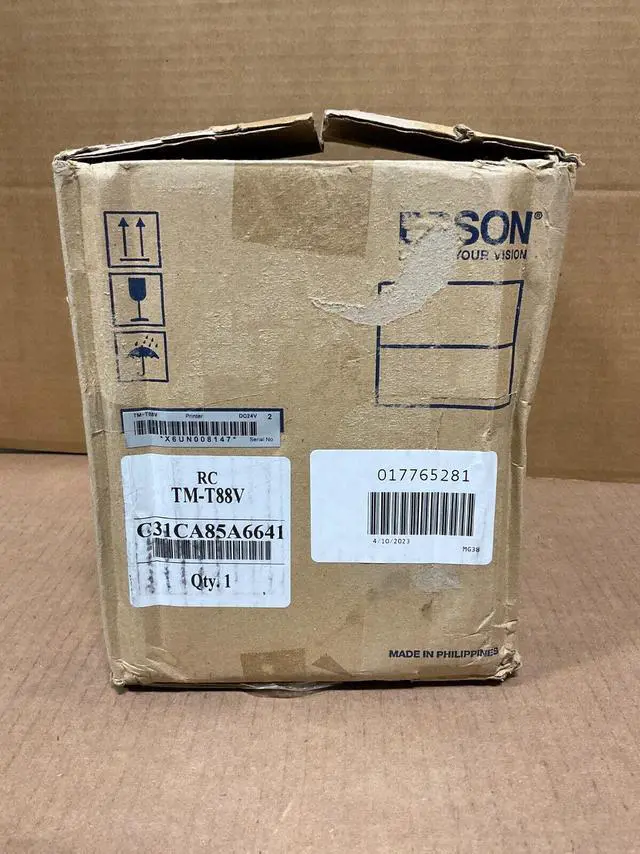 SON®
YOUR VISION
TM-T88V Printer DC24V 2
*X6UN008147* Serial No
RC
TM-T88V
C31CA85A6641
Qty. 1
017765281
4/10/2023
MG38
MADE IN PHILIPPINES